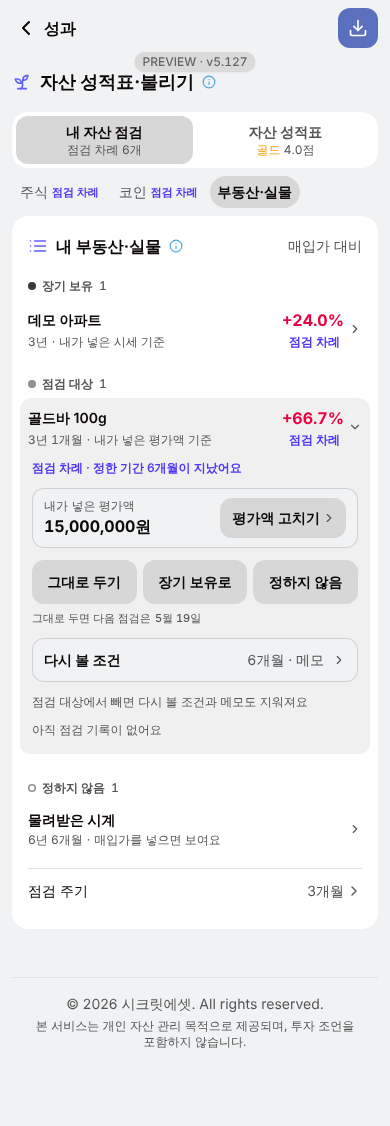 성과
PREVIEW · v5.127
자산 성적표·불리기
내 자산 점검
점검 차례 6개
자산 성적표
골드 4.0점
주식 점검 차례
코인 점검 차례
부동산·실물
내 부동산·실물
매입가 대비
장기 보유 1
데모 아파트
+24.0%
3년 · 내가 넣은 시세 기준
점검 차례
점검 대상 1
골드바 100g
+66.7%
3년 1개월 · 내가 넣은 평가액 기준
점검 차례
점검 차례 · 정한 기간 6개월이 지났어요
내가 넣은 평가액
15,000,000원
평가액 고치기
그대로 두기
장기 보유로
정하지 않음
그대로 두면 다음 점검은 5월 19일
다시 볼 조건
6개월 · 메모
점검 대상에서 빼면 다시 볼 조건과 메모도 지워져요
아직 점검 기록이 없어요
정하지 않음 1
물려받은 시계
6년 6개월 · 매입가를 넣으면 보여요
점검 주기
3개월
© 2026 시크릿에셋. All rights reserved.
본 서비스는 개인 자산 관리 목적으로 제공되며, 투자 조언을
포함하지 않습니다.